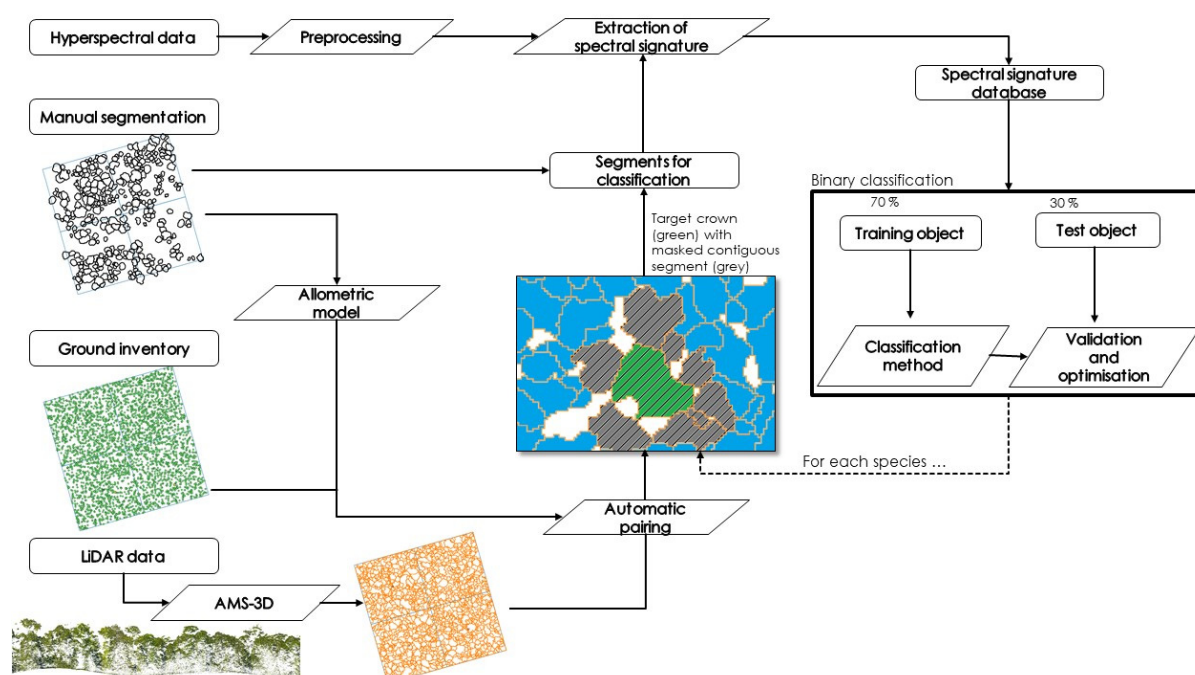 Hyperspectral data
Preprocessing
Extraction of
spectral signature
Spectral signature
database
Manual segmentation
Segments for
classification
Binary classification
70 %
30 %
Training object
Test object
Target crown
(green) with
masked contiguous
segment (grey)
Allometric
model
Ground inventory
Classification
method
Validation
and
optimisation
For each species ...
Automatic
pairing
LiDAR data
AMS-3D